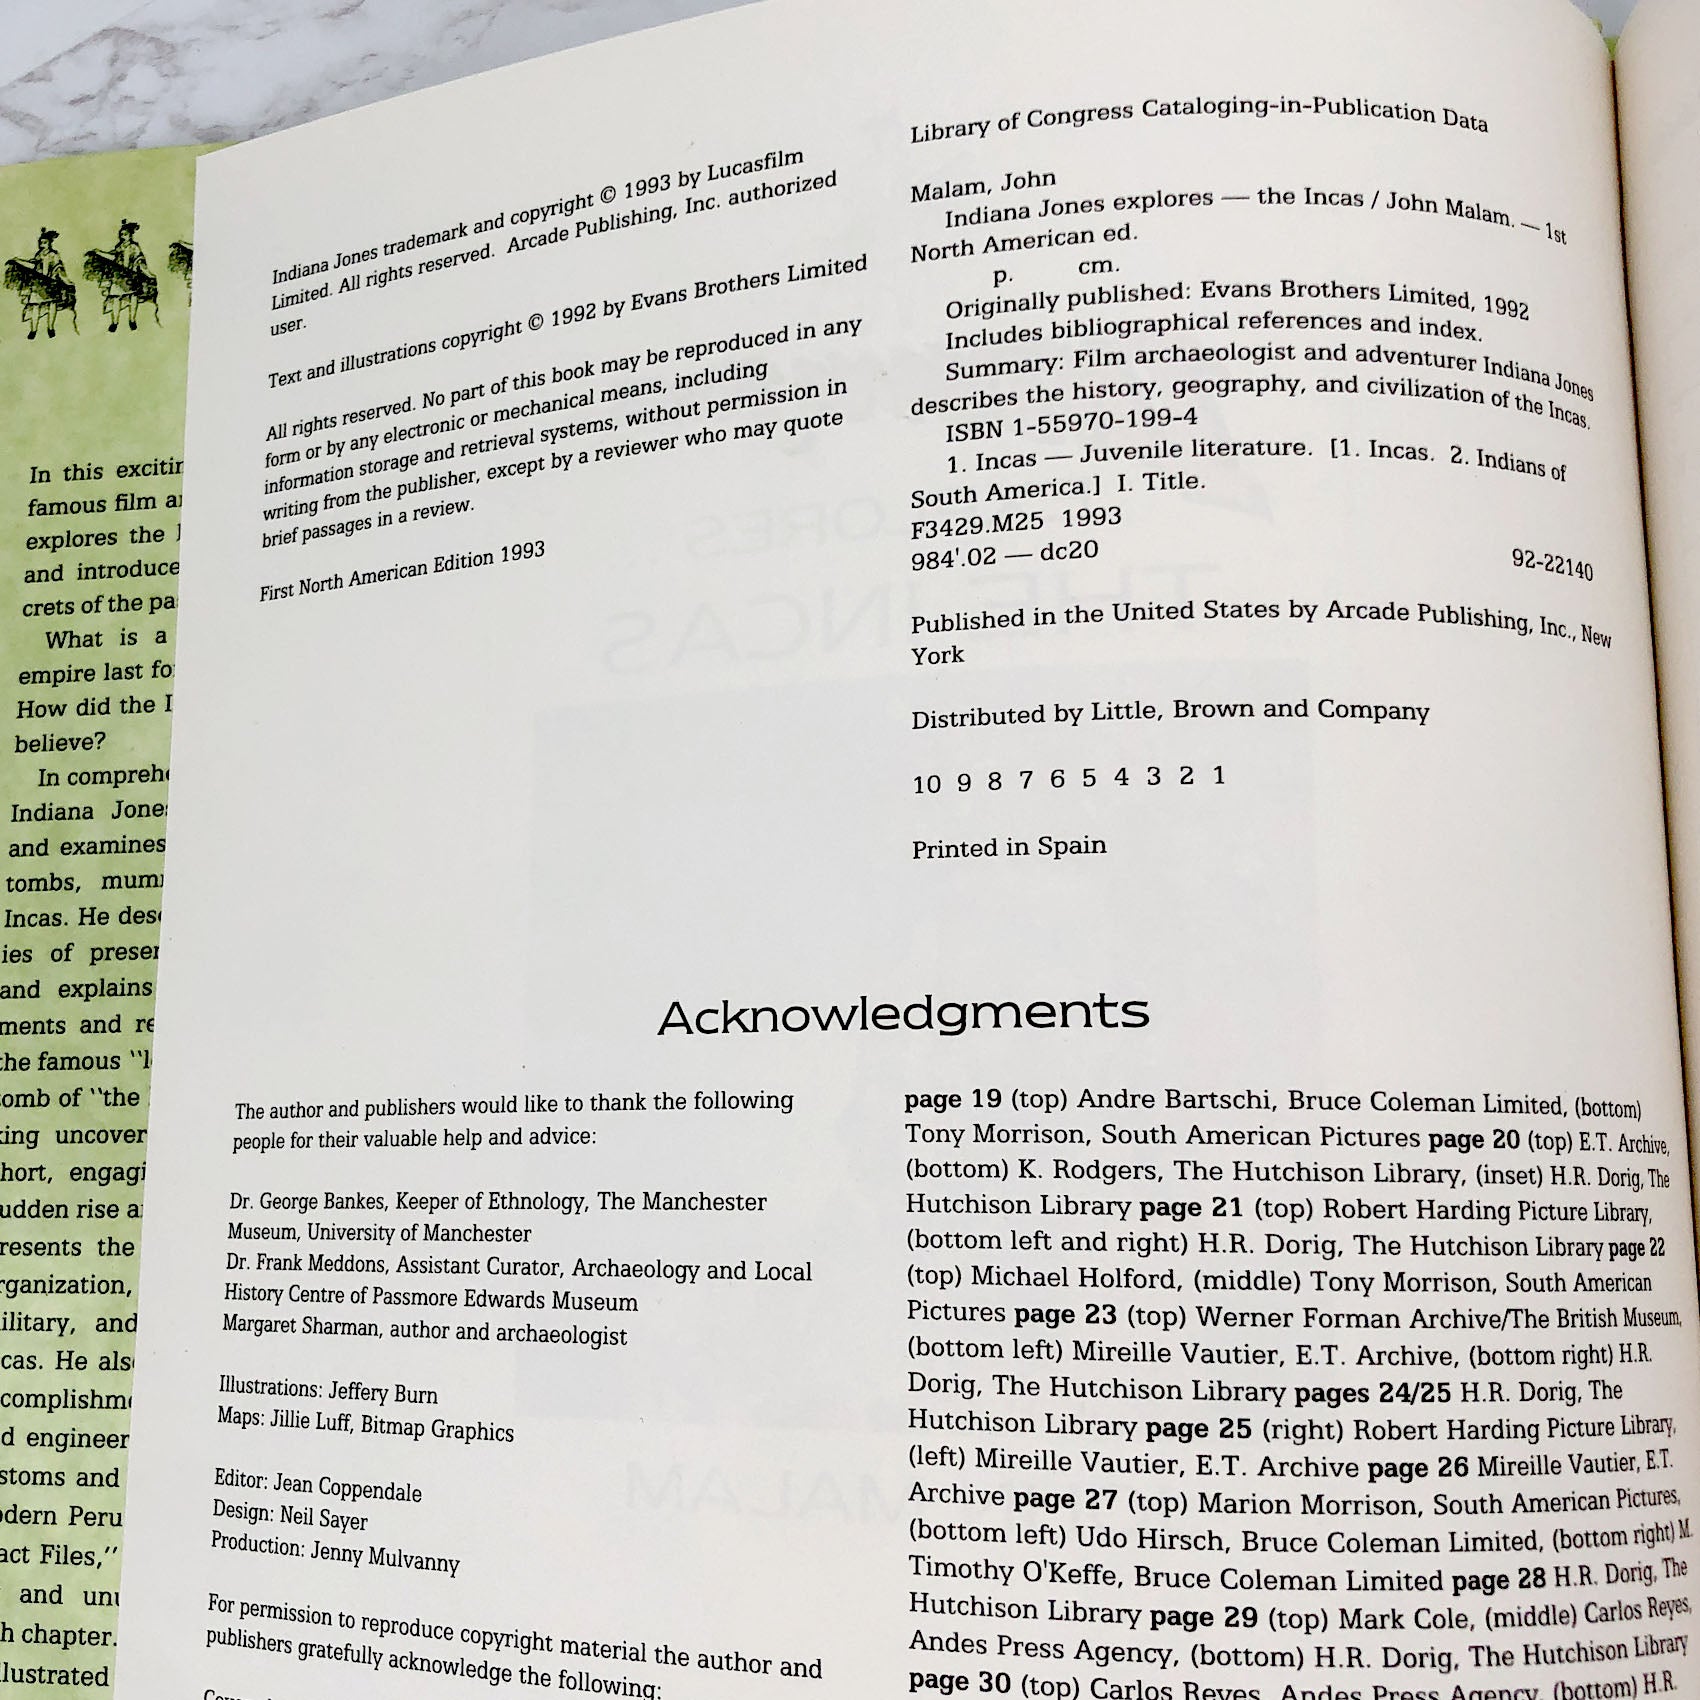 In this
famous film
explores the
and introduce
crets of the
What is a
empire last
How did the
believe?
In
Indiana
and examines
tombs,
Incas. He
ies of
and explains
ments and
the famous
omb of "the
king
hort,
udden rise
resents the
rganization,
ilitary, and
cas. He
d
stoms and
odern Peru
act Files,"
and
h chapter.
llustrated
Indiana Jones trademark and copyright © 1993 by Lucasfilm
Limited. All rights reserved. Arcade Publishing, Inc. authorized
user.
Text and illustrations copyright © 1992 by Evans Brothers Limited
All rights reserved. No part of this book may be reproduced in any
form or by any electronic or mechanical means, including
information storage and retrieval systems, without permission in
writing from the publisher, except by a reviewer who may quote
brief passages in a review.
First North American Edition 1993
Library of Congress Cataloging-in-Publication Data
Malam, John
Indiana Jones explores — the Incas / John Malam. — 1st
North American ed.
p. cm.
Originally published: Evans Brothers Limited, 1992
Includes bibliographical references and index.
Summary: Film archaeologist and adventurer Indiana Jones
describes the history, geography, and civilization of the Incas.
ISBN 1-55970-199-4
1. Incas — Juvenile literature. [1. Incas. 2. Indians of
South America.] I. Title.
F3429.M25 1993
984'.02 — dc20 92-22140
Published in the United States by Arcade Publishing, Inc., New
York
Distributed by Little, Brown and Company
10 9 8 7 6 5 4 3 2 1
Printed in Spain
Acknowledgments
The author and publishers would like to thank the following
people for their valuable help and advice:
Dr. George Bankes, Keeper of Ethnology, The Manchester
Museum, University of Manchester
Dr. Frank Meddons, Assistant Curator, Archaeology and Local
History Centre of Passmore Edwards Museum
Margaret Sharman, author and archaeologist
Illustrations: Jeffery Burn
Maps: Jillie Luff, Bitmap Graphics
Editor: Jean Coppendale
Design: Neil Sayer
Production: Jenny Mulvanny
For permission to reproduce copyright material the author and
publishers gratefully acknowledge the following:
page 19 (top) Andre Bartschi, Bruce Coleman Limited, (bottom)
Tony Morrison, South American Pictures page 20 (top) E.T. Archive,
(bottom) K. Rodgers, The Hutchison Library, (inset) H.R. Dorig, The
Hutchison Library page 21 (top) Robert Harding Picture Library,
(bottom left and right) H.R. Dorig, The Hutchison Library page 22
(top) Michael Holford, (middle) Tony Morrison, South American
Pictures page 23 (top) Werner Forman Archive/The British Museum,
(bottom left) Mireille Vautier, E.T. Archive, (bottom right) H.R.
Dorig, The Hutchison Library pages 24/25 H.R. Dorig, The
Hutchison Library page 25 (right) Robert Harding Picture Library,
(left) Mireille Vautier, E.T. Archive page 26 Mireille Vautier, E.T.
Archive page 27 (top) Marion Morrison, South American Pictures,
(bottom left) Udo Hirsch, Bruce Coleman Limited, (bottom right) M.
Timothy O'Keffe, Bruce Coleman Limited page 28 H.R. Dorig, The
Hutchison Library page 29 (top) Mark Cole, (middle) Carlos Reyes,
Andes Press Agency, (bottom) H.R. Dorig, The Hutchison Library
page 30 (top) Carlos Reyes, Andes Press Agency, (bottom) H.R.